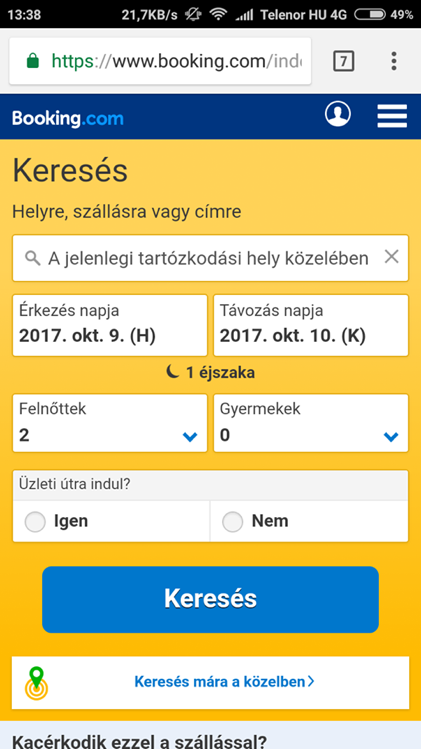 13:38 21,7KB/s Telenor HU 4G 49%
https://www.booking.com/ind
7
Booking.com
Keresés
Helyre, szállásra vagy címre
A jelenlegi tartózkodási hely közelében
Érkezés napja Távozás napja
2017. okt. 9. (H) 2017. okt. 10. (K)
1 éjszaka
Felnőttek Gyermekek
2 0
Üzleti útra indul?
Igen Nem
Keresés
Keresés mára a közelben
Kacérkodik ezzel a szállással?